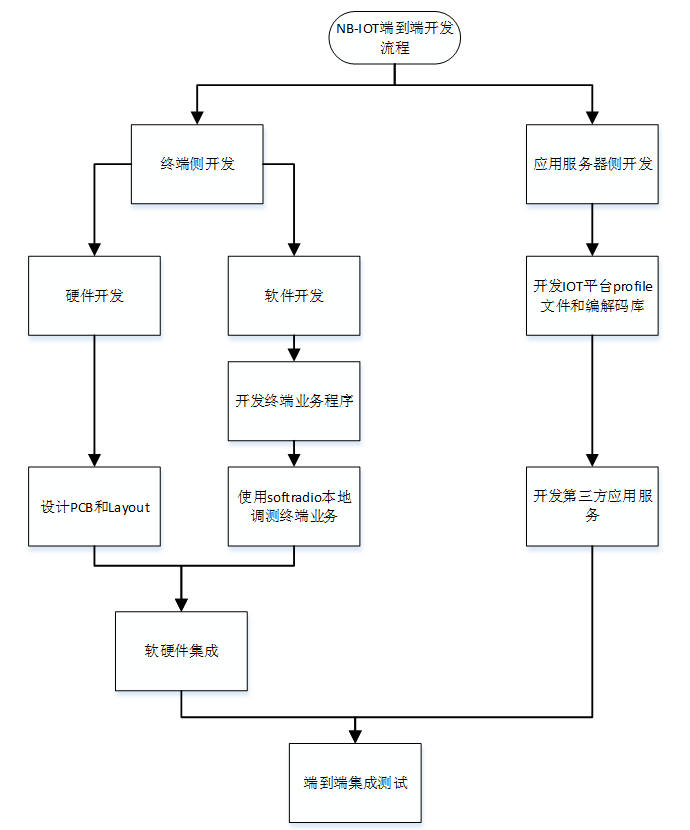 NB-IOT端到端开发
流程
终端侧开发
应用服务器侧开发
硬件开发
软件开发
开发IOT平台profile
文件和编解码库
开发终端业务程序
设计PCB和Layout
使用softradio本地
调测终端业务
开发第三方应用服
务
软硬件集成
端到端集成测试